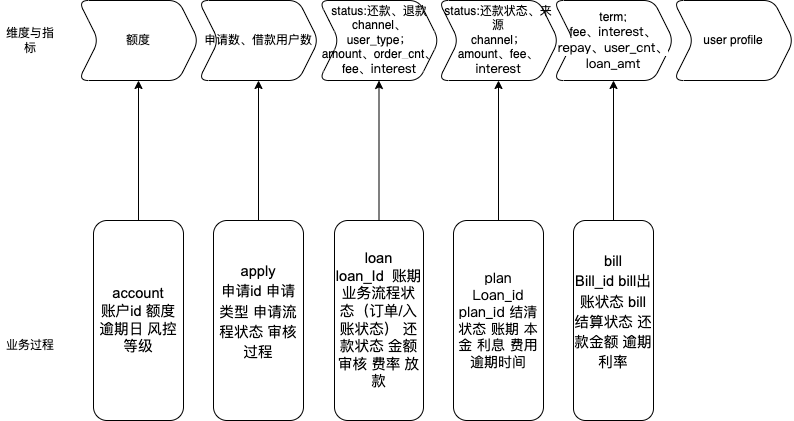 维度与指
标
额度
申请数、借款用户数
status:还款、退款
channel、
user_type；
amount、order_cnt、
fee、interest
status:还款状态、来
源
channel；
amount、fee、
interest
term；
fee、interest、
repay、user_cnt、
loan_amt
user profile
业务过程
account
账户id 额度
逾期日 风控
等级
apply
申请id 申请
类型 申请流
程状态 审核
过程
loan
loan_Id 账期
业务流程状
态（订单/入
账状态） 还
款状态 金额
审核 费率 放
款
plan
Loan_id
plan_id 结清
状态 账期 本
金 利息 费用
逾期时间
bill
Bill_id bill出
账状态 bill
结算状态 还
款金额 逾期
利率